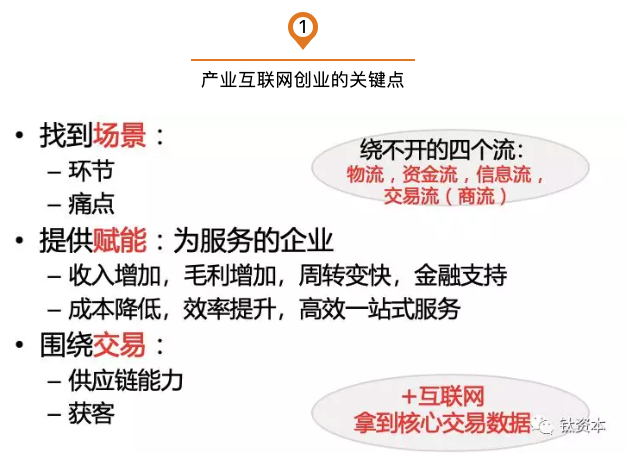 1
产业互联网创业的关键点
• 找到场景：
– 环节
– 痛点
绕不开的四个流：
物流，资金流，信息流，
交易流（商流）
• 提供赋能：为服务的企业
– 收入增加，毛利增加，周转变快，金融支持
– 成本降低，效率提升，高效一站式服务
• 围绕交易：
– 供应链能力
– 获客
+互联网
拿到核心交易数据
钛资本